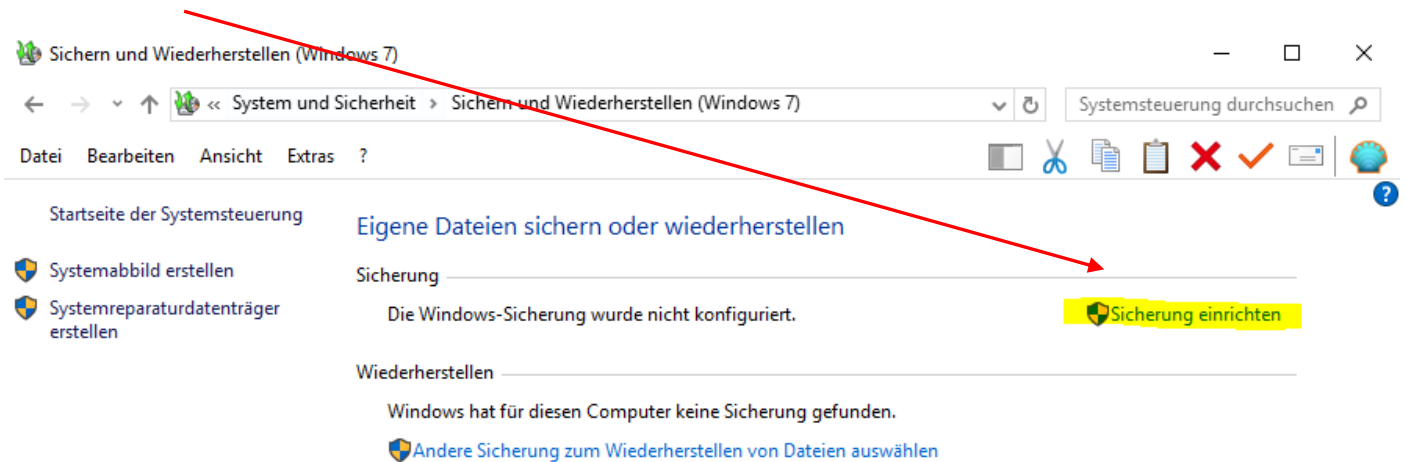 Sichern und Wiederherstellen (Windows 7)
« System und Sicherheit › Sichern und Wiederherstellen (Windows 7)
Systemsteuerung durchsuchen
Datei Bearbeiten Ansicht Extras ?
?
Startseite der Systemsteuerung
Systemabbild erstellen
Systemreparaturdatenträger
erstellen
Eigene Dateien sichern oder wiederherstellen
Sicherung
Die Windows-Sicherung wurde nicht konfiguriert.
Sicherung einrichten
Wiederherstellen
Windows hat für diesen Computer keine Sicherung gefunden.
Andere Sicherung zum Wiederherstellen von Dateien auswählen